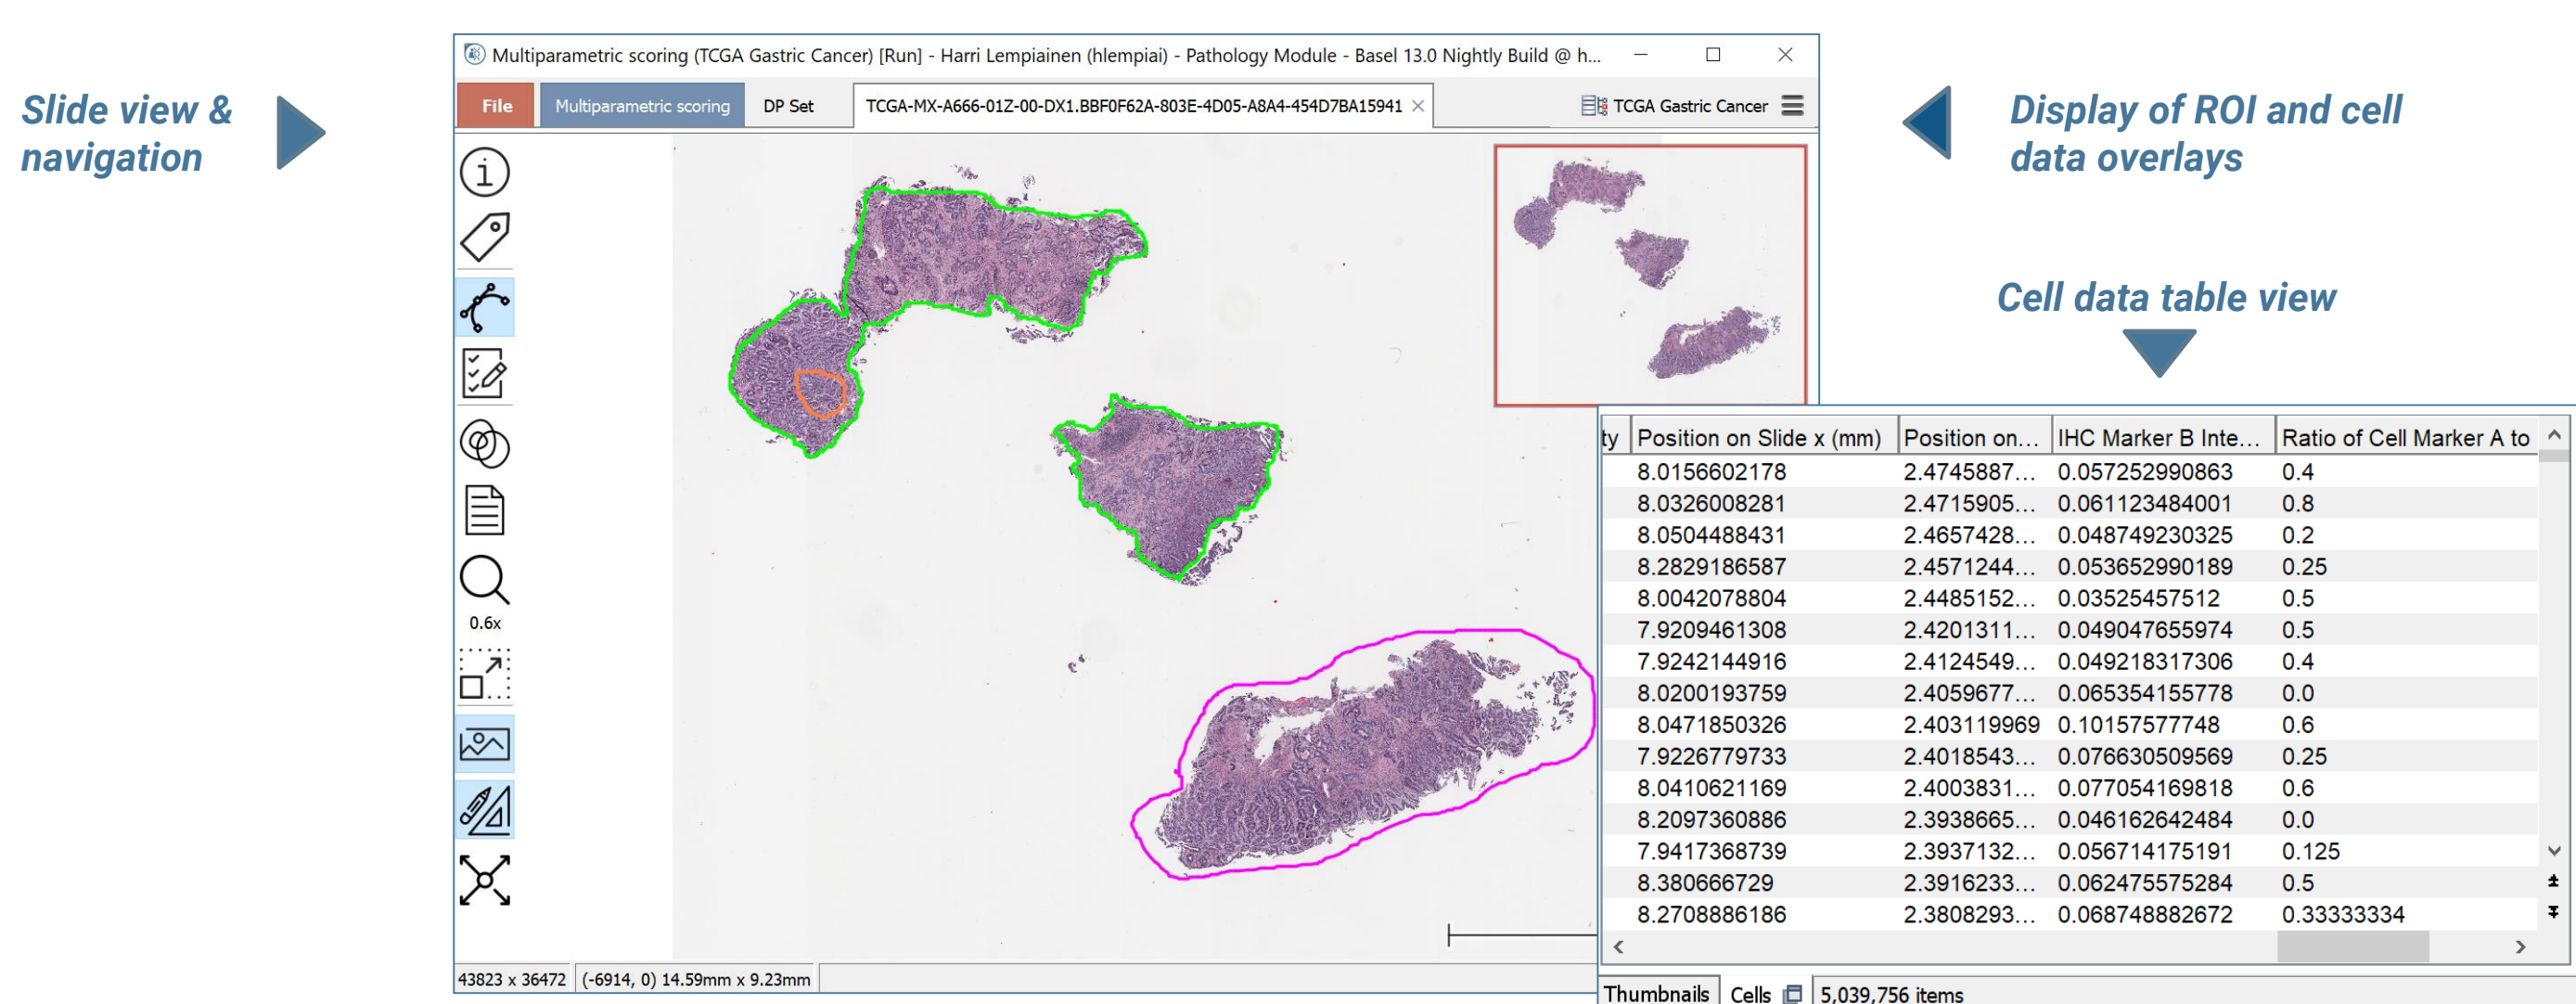 Slide view &
navigation
Multiparametric scoring (TCGA Gastric Cancer) [Run] - Harri Lempiainen (hlempiai) - Pathology Module - Basel 13.0 Nightly Build @ h...
File Multiparametric scoring DP Set TCGA-MX-A666-01Z-00-DX1.BBF0F62A-803E-4D05-A8A4-454D7BA15941 TCGA Gastric Cancer
0.6x
43823 x 36472 (-6914, 0) 14.59mm x 9.23mm
Display of ROI and cell
data overlays
Cell data table view
ty Position on Slide x (mm) Position on... IHC Marker B Inte... Ratio of Cell Marker A to
8.0156602178 2.4745887... 0.057252990863 0.4
8.0326008281 2.4715905... 0.061123484001 0.8
8.0504488431 2.4657428... 0.048749230325 0.2
8.2829186587 2.4571244... 0.053652990189 0.25
8.0042078804 2.4485152... 0.03525457512 0.5
7.9209461308 2.4201311... 0.049047655974 0.5
7.9242144916 2.4124549... 0.049218317306 0.4
8.0200193759 2.4059677... 0.065354155778 0.0
8.0471850326 2.403119969 0.10157577748 0.6
7.9226779733 2.4018543... 0.076630509569 0.25
8.0410621169 2.4003831... 0.077054169818 0.6
8.2097360886 2.3938665... 0.046162642484 0.0
7.9417368739 2.3937132... 0.056714175191 0.125
8.380666729 2.3916233... 0.062475575284 0.5
8.2708886186 2.3808293... 0.068748882672 0.33333334
Thumbnails Cells 5,039,756 items